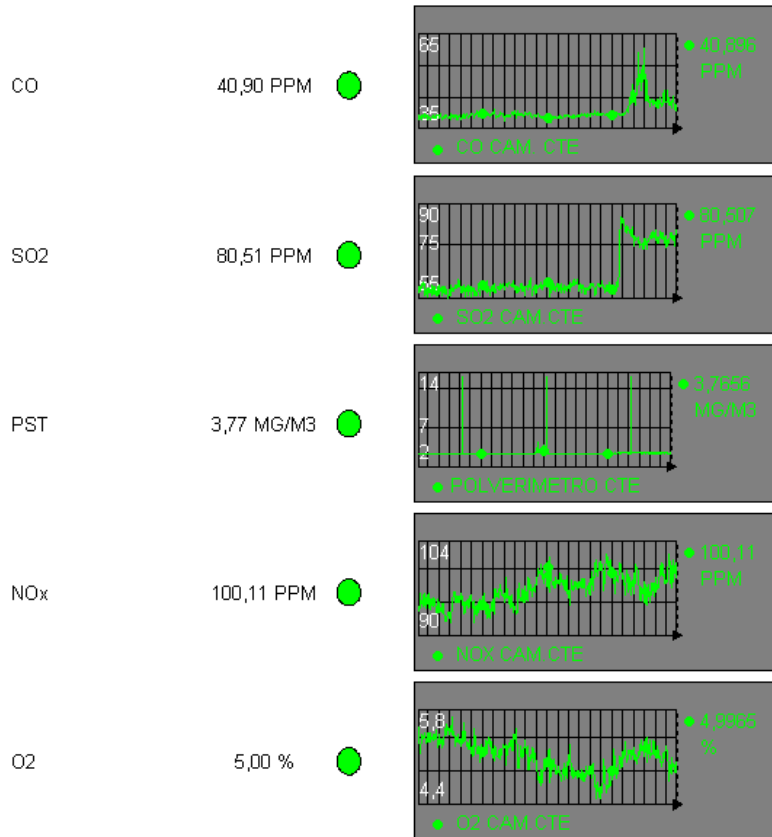 65
40,896
PPM
CO 40,90 PPM
35
CO CAM. CTE
90
80,507
75
PPM
SO2 80,51 PPM
55
SO2 CAM.CTE
14
3,7656
MG/M3
PST 3,77 MG/M3
7
2
POLVERIMETRO CTE
104
100,11
PPM
NOx 100,11 PPM
90
NOX CAM.CTE
5,8
4,9965
%
O2 5,00 %
4,4
O2 CAM.CTE